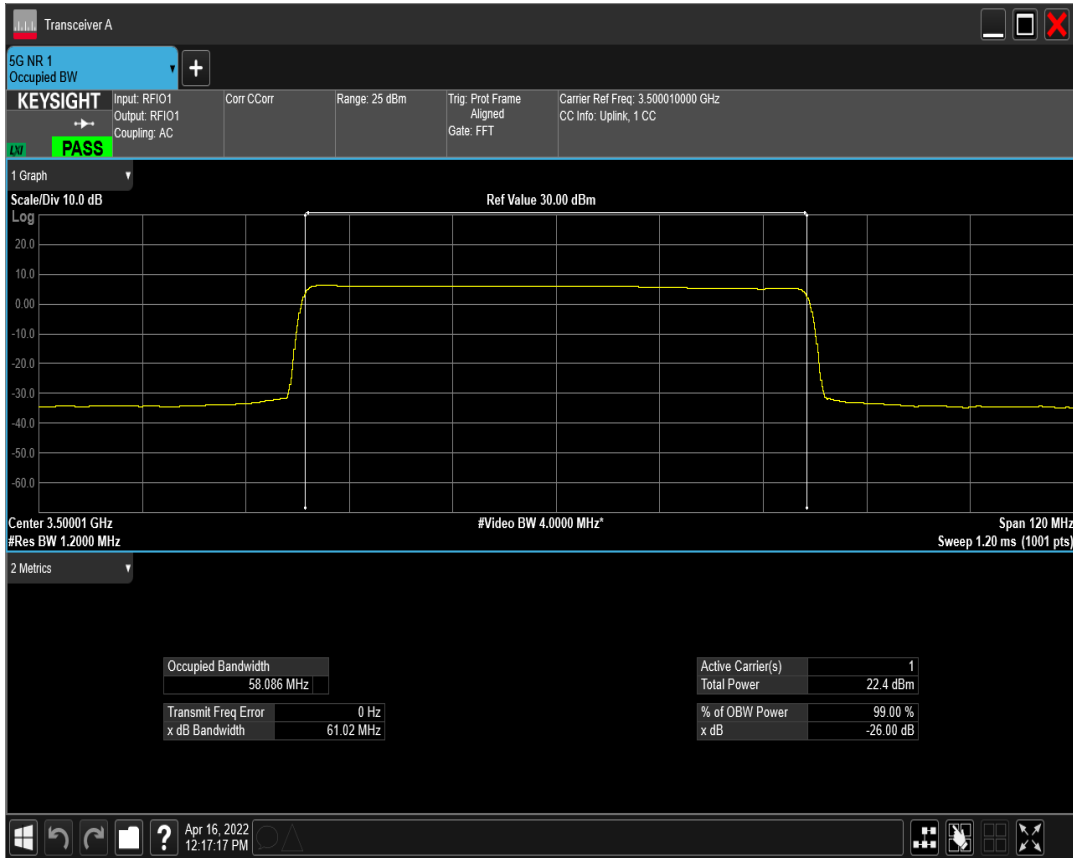 Transceiver A
5G NR 1
Occupied BW
+
KEYSIGHT
LXI
PASS
Input: RFIO1
Output: RFIO1
Coupling: AC
Corr CCorr
Range: 25 dBm
Trig: Prot Frame
Aligned
Gate: FFT
Carrier Ref Freq: 3.500010000 GHz
CC Info: Uplink, 1 CC
1 Graph
Scale/Div 10.0 dB
Ref Value 30.00 dBm
Log
20.0
10.0
0.00
-10.0
-20.0
-30.0
-40.0
-50.0
-60.0
Center 3.50001 GHz
#Video BW 4.0000 MHz*
Span 120 MHz
#Res BW 1.2000 MHz
Sweep 1.20 ms (1001 pts)
2 Metrics
Occupied Bandwidth
58.086 MHz
Transmit Freq Error 0 Hz
x dB Bandwidth 61.02 MHz
Active Carrier(s) 1
Total Power 22.4 dBm
% of OBW Power 99.00 %
x dB -26.00 dB
?
Apr 16, 2022
12:17:17 PM